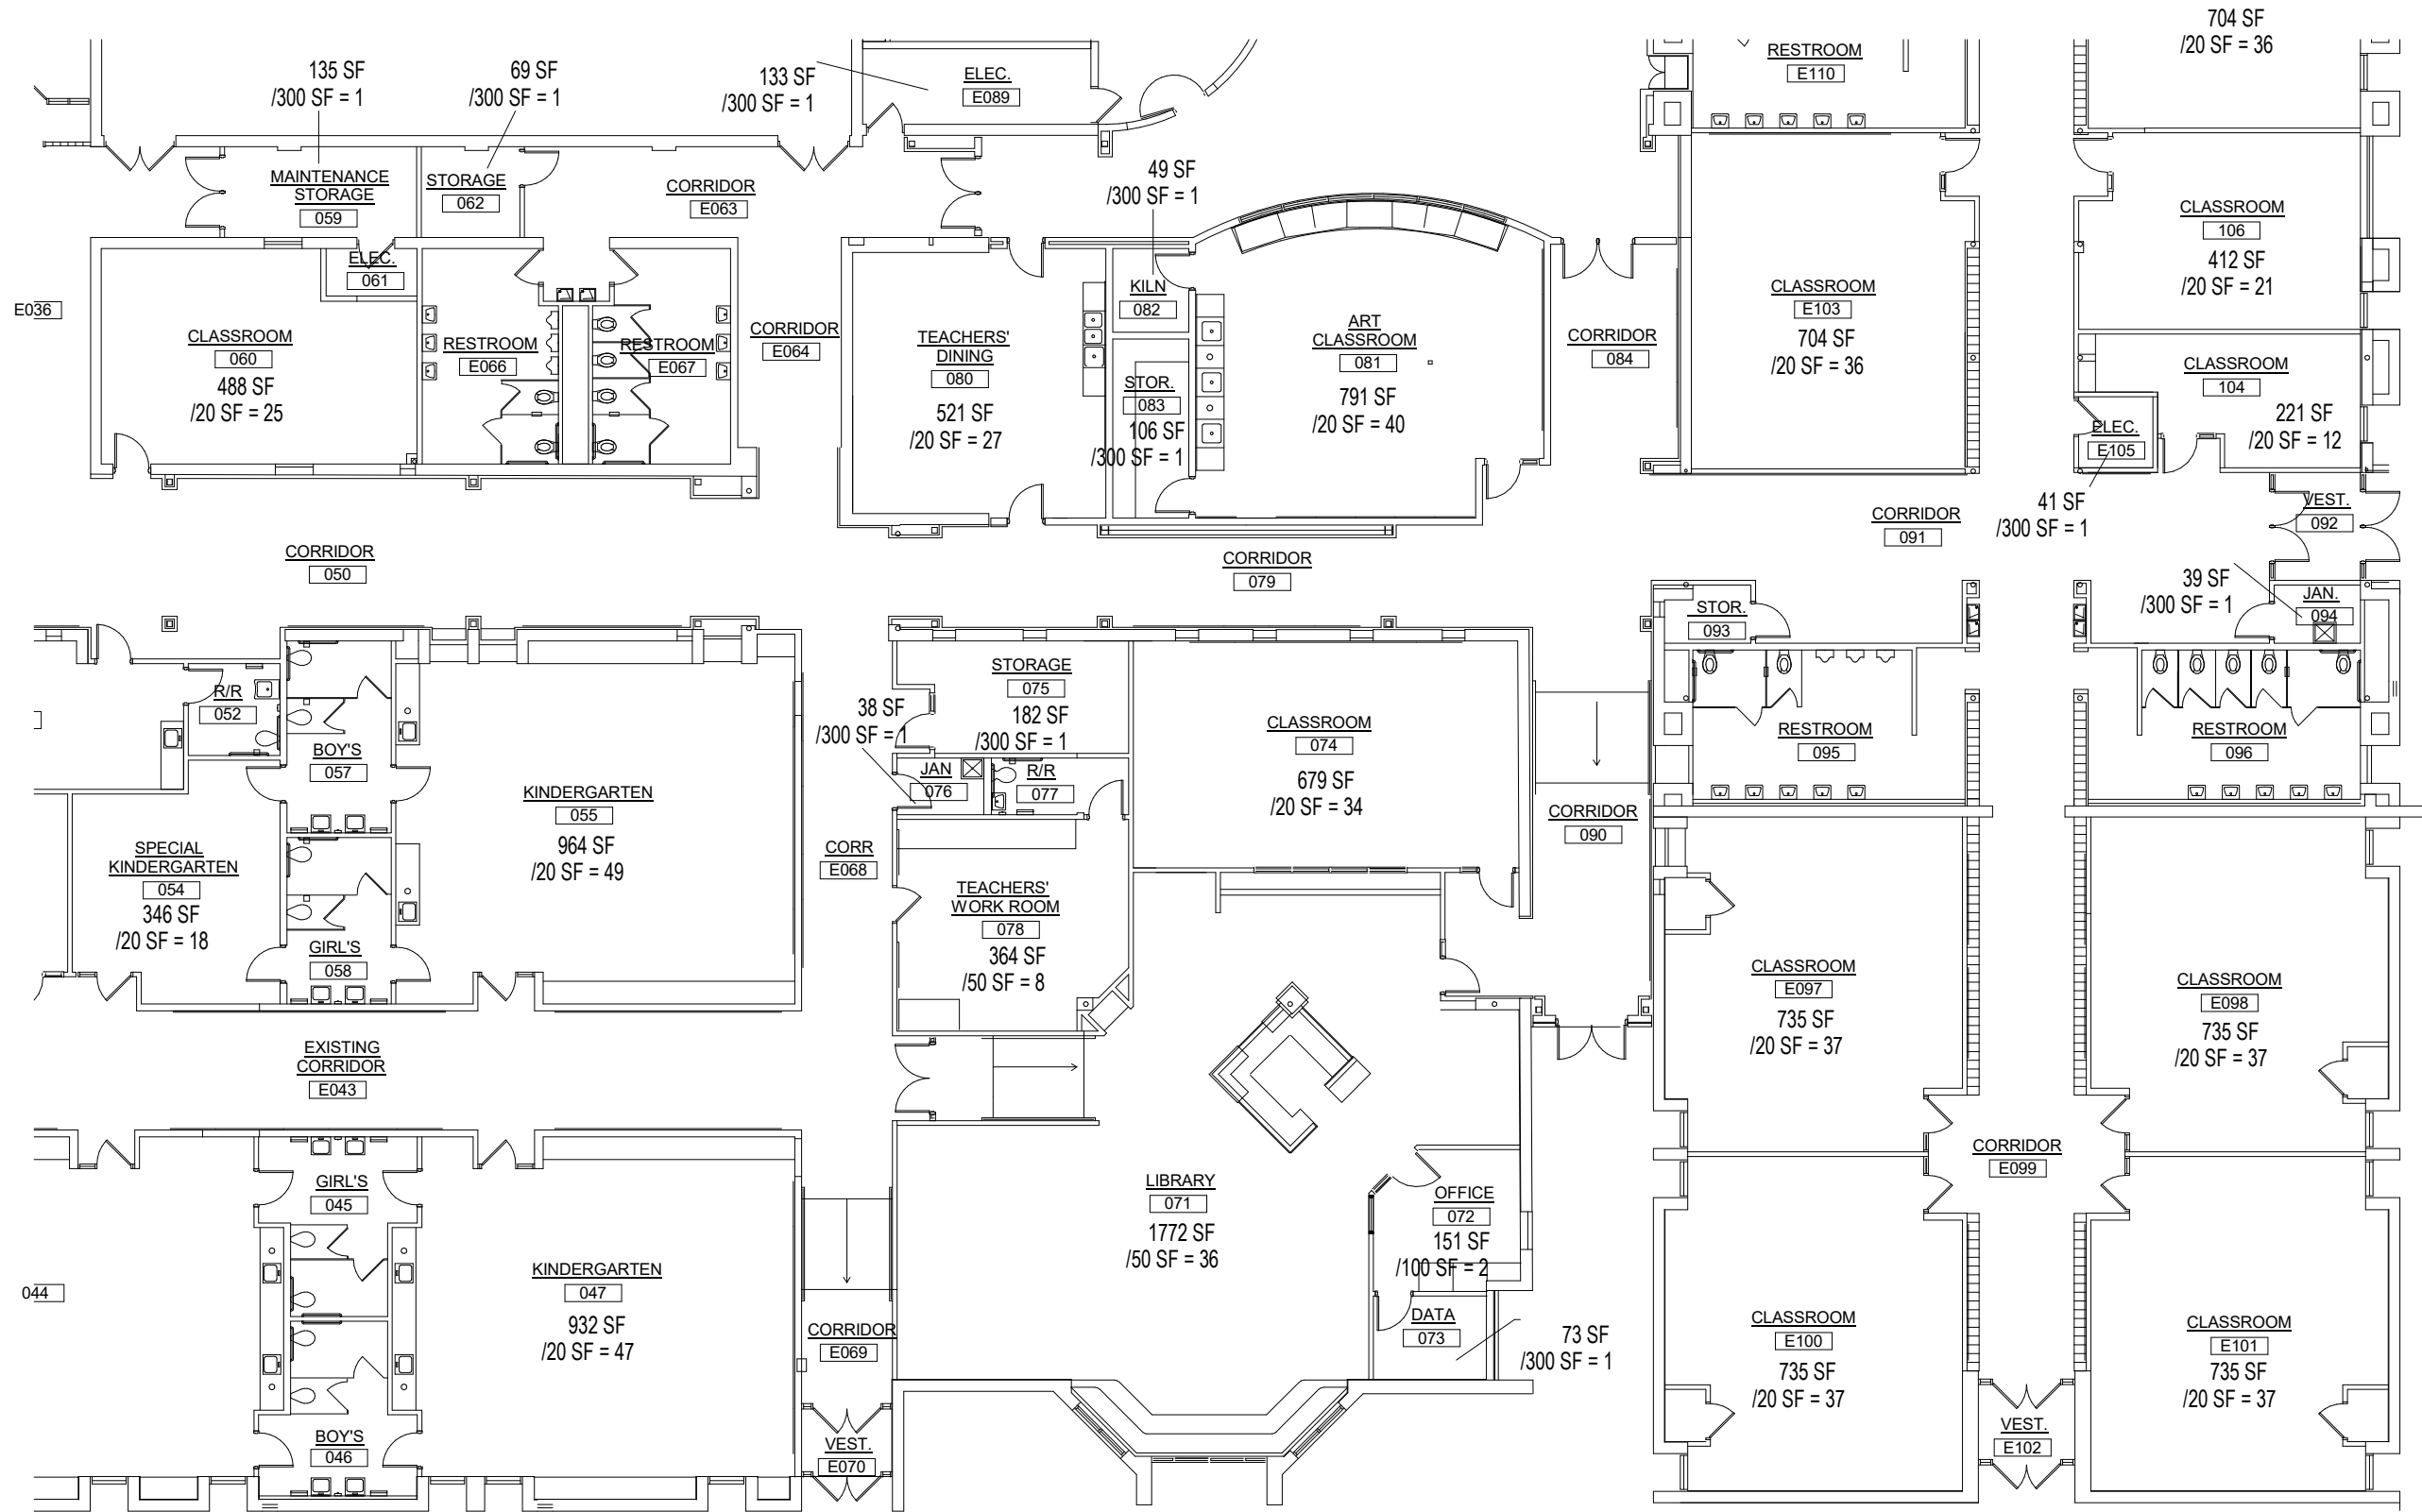 704 SF
/20 SF = 36
135 SF
/300 SF = 1
69 SF
/300 SF = 1
133 SF
/300 SF = 1
ELEC.
E089
RESTROOM
E110
MAINTENANCE
STORAGE
059
STORAGE
062
CORRIDOR
E063
49 SF
/300 SF = 1
CLASSROOM
106
412 SF
/20 SF = 21
ELEC.
061
E036
CLASSROOM
060
488 SF
/20 SF = 25
RESTROOM
E066
RESTROOM
E067
CORRIDOR
E064
TEACHERS'
DINING
080
521 SF
/20 SF = 27
KILN
082
STOR.
083
106 SF
/300 SF = 1
ART
CLASSROOM
081
791 SF
/20 SF = 40
CORRIDOR
084
CLASSROOM
E103
704 SF
/20 SF = 36
CLASSROOM
104
221 SF
/20 SF = 12
ELEC.
E105
41 SF
/300 SF = 1
VEST.
092
CORRIDOR
091
CORRIDOR
050
CORRIDOR
079
39 SF
/300 SF = 1
JAN.
094
STOR.
093
R/R
052
BOY'S
057
KINDERGARTEN
055
964 SF
/20 SF = 49
STORAGE
075
182 SF
/300 SF = 1
38 SF
/300 SF = 1
JAN
076
R/R
077
CLASSROOM
074
679 SF
/20 SF = 34
CORRIDOR
090
RESTROOM
095
RESTROOM
096
SPECIAL
KINDERGARTEN
054
346 SF
/20 SF = 18
GIRL'S
058
CORR
E068
TEACHERS'
WORK ROOM
078
364 SF
/50 SF = 8
CLASSROOM
E097
735 SF
/20 SF = 37
CLASSROOM
E098
735 SF
/20 SF = 37
EXISTING
CORRIDOR
E043
CORRIDOR
E099
GIRL'S
045
LIBRARY
071
1772 SF
/50 SF = 36
OFFICE
072
151 SF
/100 SF = 2
044
KINDERGARTEN
047
932 SF
/20 SF = 47
CORRIDOR
E069
DATA
073
73 SF
/300 SF = 1
CLASSROOM
E100
735 SF
/20 SF = 37
CLASSROOM
E101
735 SF
/20 SF = 37
BOY'S
046
VEST.
E070
VEST.
E102